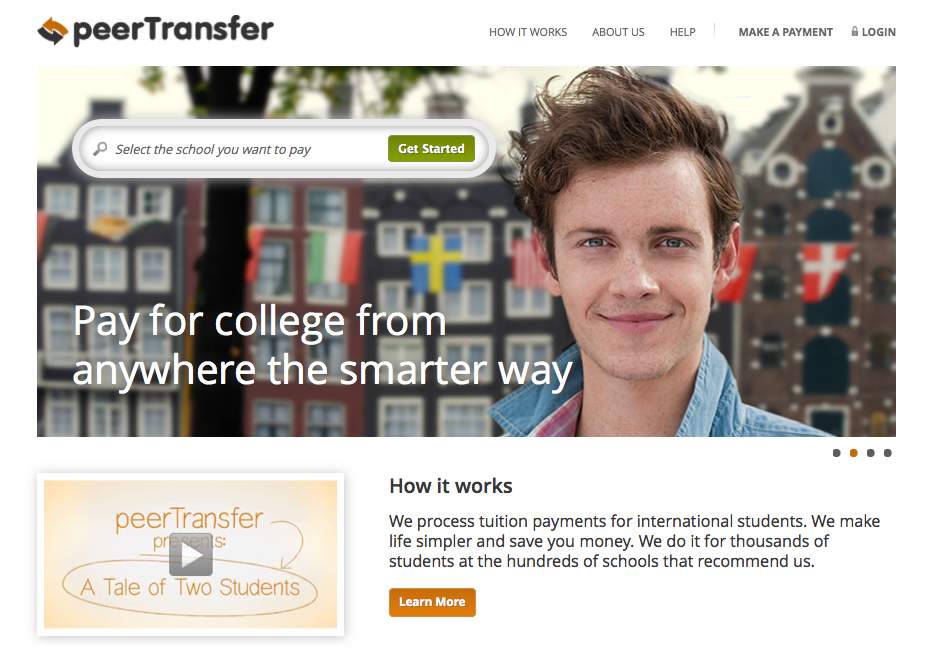 peerTransfer
HOW IT WORKS
ABOUT US
HELP
MAKE A PAYMENT
LOGIN
Select the school you want to pay
Get Started
Pay for college from
anywhere the smarter way
peerTransfer
presents:
A Tale of Two Students
How it works
We process tuition payments for international students. We make
life simpler and save you money. We do it for thousands of
students at the hundreds of schools that recommend us.
Learn More